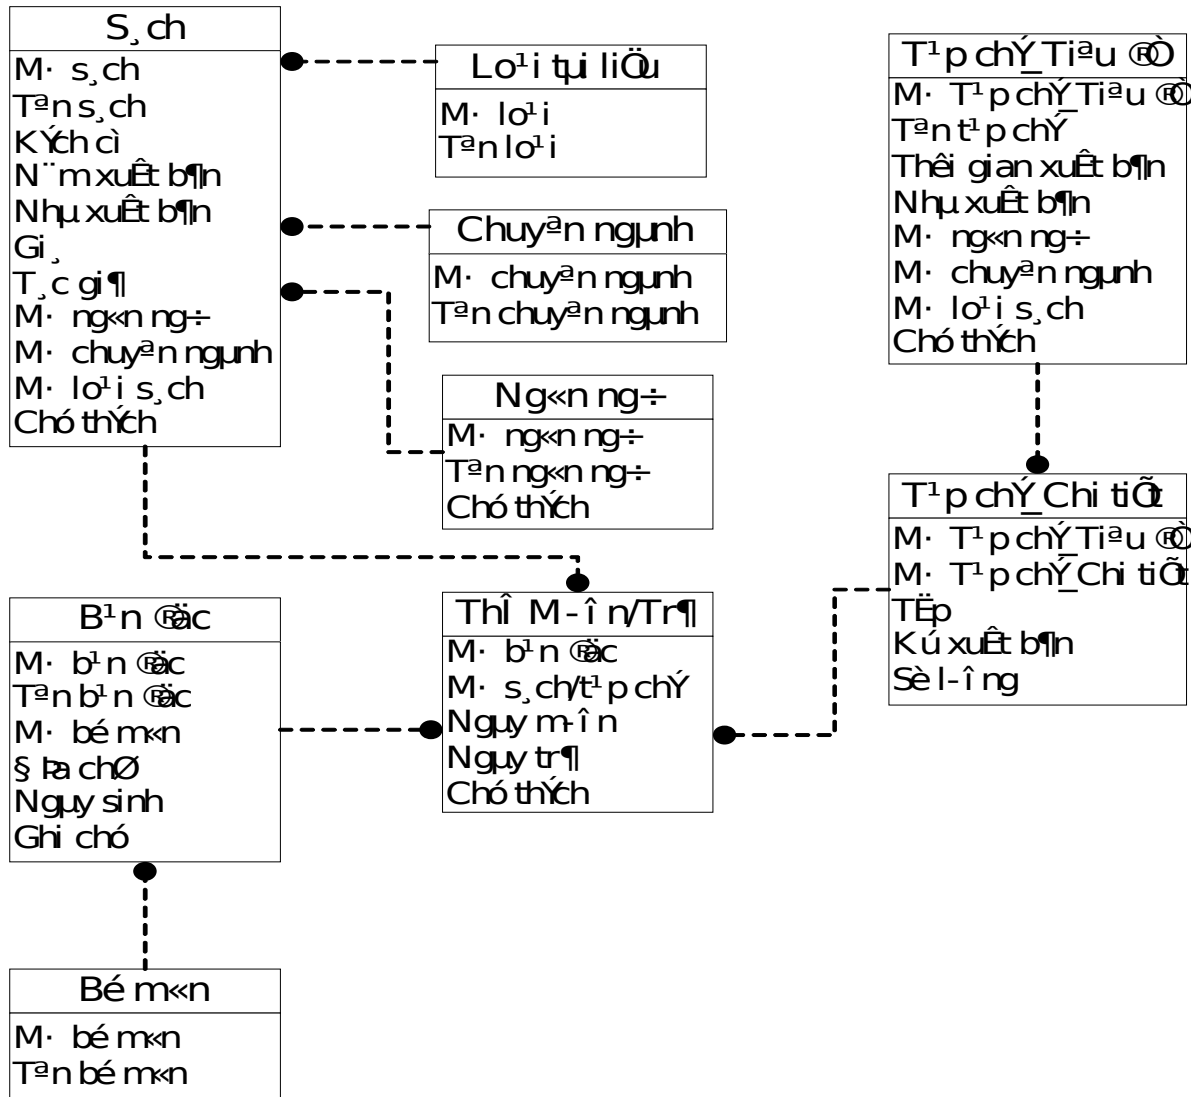 S¸ch
M· s¸ch
Tªn s¸ch
KÝch cì
N¨m xuÊt b¶n
Nhµ xuÊt b¶n
Gi¸
T¸c gi¶
M· ng«n ng÷
M· chuyªn ngµnh
M· lo¹i s¸ch
Chó thÝch
Lo¹i tµi liÖu
M· lo¹i
Tªn lo¹i
Chuyªn ngµnh
M· chuyªn ngµnh
Tªn chuyªn ngµnh
Ng«n ng÷
M· ng«n ng÷
Tªn ng«n ng÷
Chó thÝch
T¹p chÝ_Tiªu ®Ò
M· T¹p chÝ_Tiªu ®Ò
Tªn t¹p chÝ
Thêi gian xuÊt b¶n
Nhµ xuÊt b¶n
M· ng«n ng÷
M· chuyªn ngµnh
M· lo¹i s¸ch
Chó thÝch
T¹p chÝ_Chi tiÕt
M· T¹p chÝ_Tiªu ®Ò
M· T¹p chÝ_Chi tiÕt
TËp
Kú xuÊt b¶n
Sè l-îng
B¹n ®äc
M· b¹n ®äc
Tªn b¹n ®äc
M· bé m«n
§Þa chØ
Ngµy sinh
Ghi chó
ThÎ M-în/Tr¶
M· b¹n ®äc
M· s¸ch/t¹p chÝ
Ngµy m-în
Ngµy tr¶
Chó thÝch
Bé m«n
M· bé m«n
Tªn bé m«n